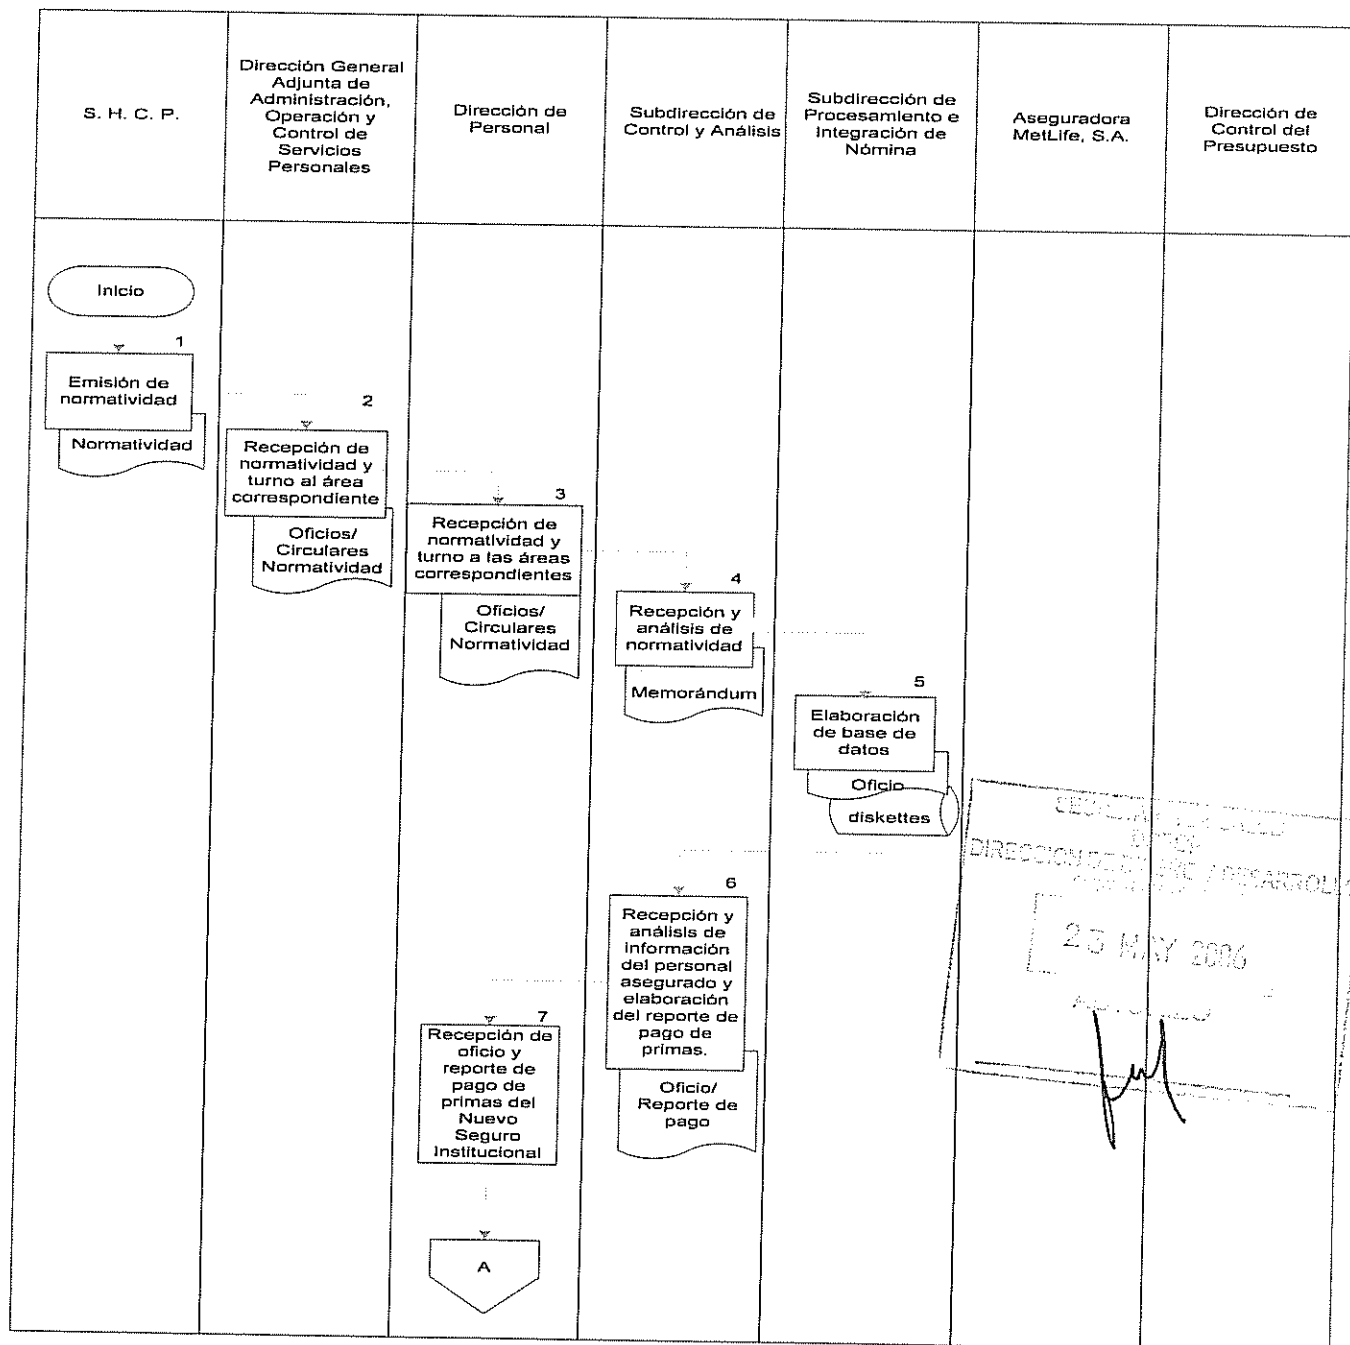 S. H. C. P.
Dirección General
Adjunta de
Administración,
Operación y
Control de
Servicios
Personales
Dirección de
Personal
Subdirección de
Control y Análisis
Subdirección de
Procesamiento e
Integración de
Nómina
Aseguradora
MetLife, S.A.
Dirección de
Control del
Presupuesto
Inicio
1
Emisión de
normatividad
Normatividad
2
Recepción de
normatividad y
turno al área
correspondiente
Oficios/
Circulares
Normatividad
3
Recepción de
normatividad y
turno a las áreas
correspondientes
Oficios/
Circulares
Normatividad
4
Recepción y
análisis de
normatividad
Memorándum
5
Elaboración
de base de
datos
Oficio
diskettes
6
Recepción y
análisis de
información
del personal
asegurado y
elaboración
del reporte de
pago de
primas.
Oficio/
Reporte de
pago
7
Recepción de
oficio y
reporte de
pago de
primas del
Nuevo
Seguro
Institucional
A
DIRECCION DE
MAY 2006